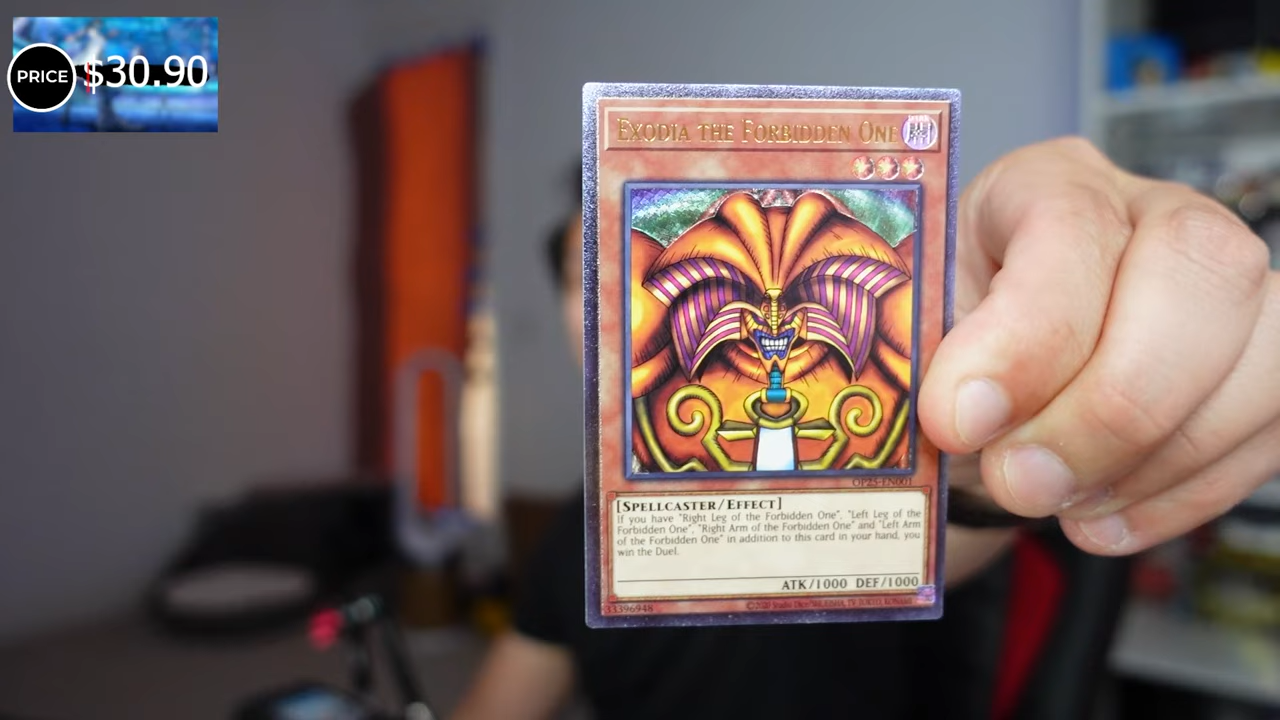 PRICE $30.90
EXODIA THE FORBIDDEN ONE
OP25-EN001
[SPELLCASTER/EFFECT]
If you have "Right Leg of the Forbidden One", "Left Leg of the
Forbidden One", "Right Arm of the Forbidden One" and "Left Arm
of the Forbidden One" in addition to this card in your hand, you
win the Duel.
ATK/1000 DEF/1000
33396948